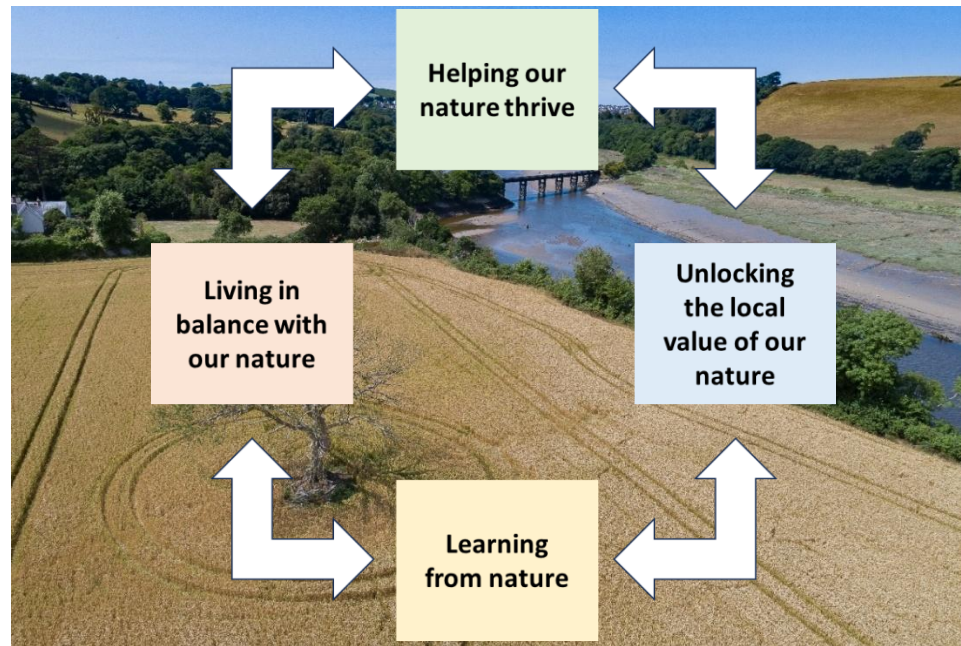 Helping our
nature thrive
Living in
balance with
our nature
Unlocking
the local
value of our
nature
Learning
from nature